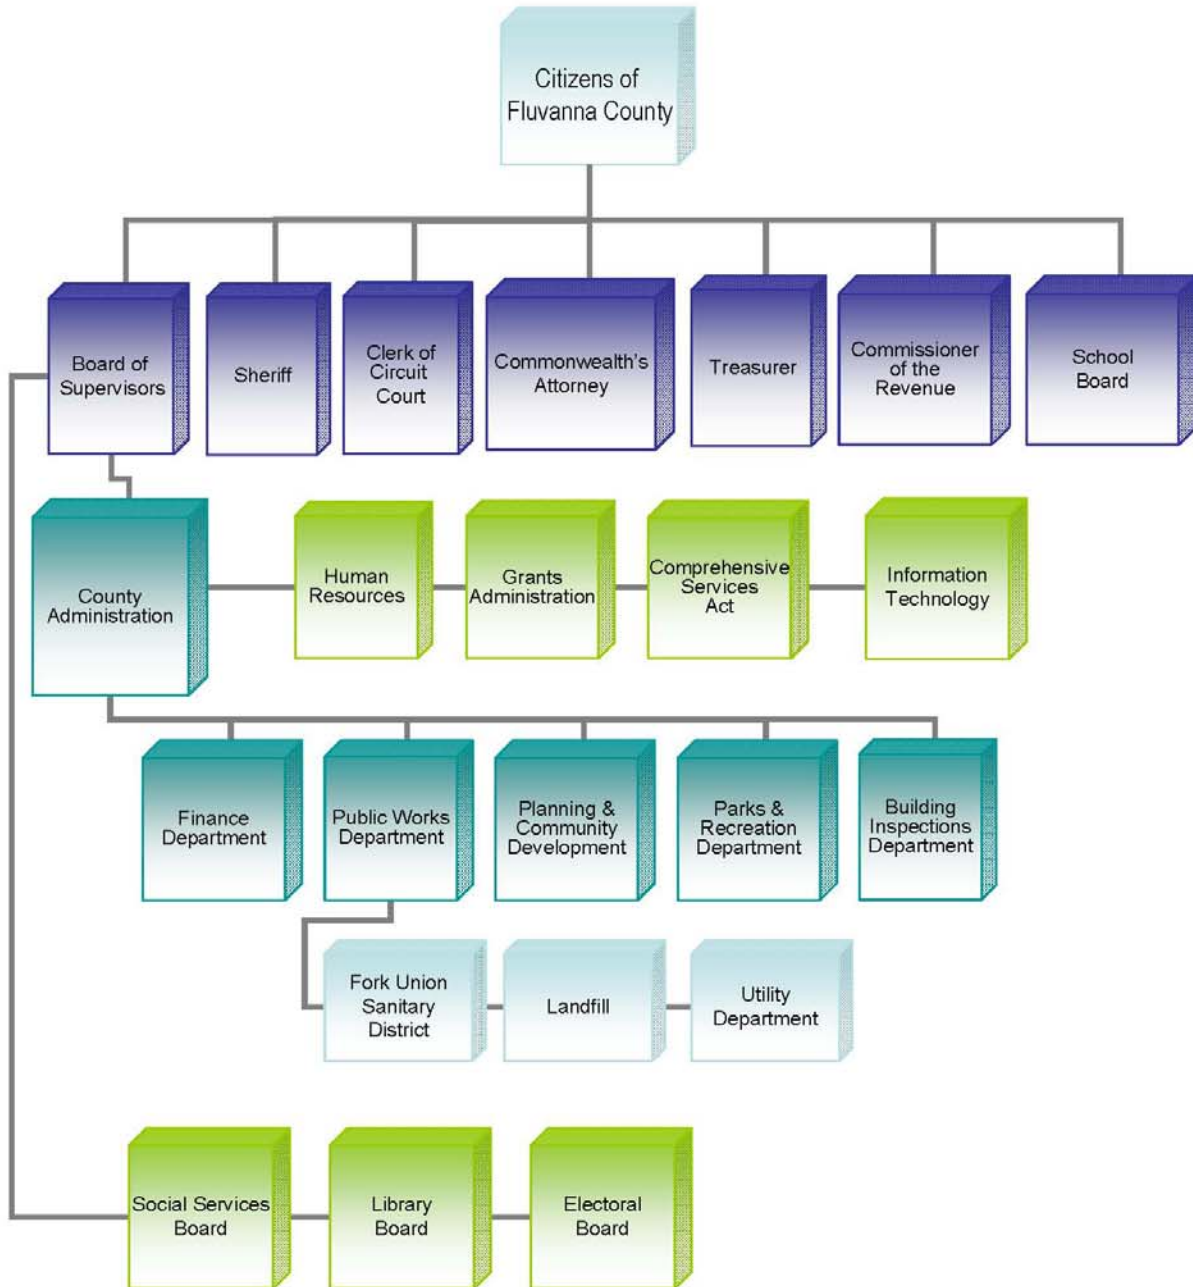 Citizens of
Fluvanna County
Board of
Supervisors
Sheriff
Clerk of
Circuit
Court
Commonwealth's
Attorney
Treasurer
Commissioner
of the
Revenue
School
Board
County
Administration
Human
Resources
Grants
Administration
Comprehensive
Services
Act
Information
Technology
Finance
Department
Public Works
Department
Planning &
Community
Development
Parks &
Recreation
Department
Building
Inspections
Department
Fork Union
Sanitary
District
Landfill
Utility
Department
Social Services
Board
Library
Board
Electoral
Board